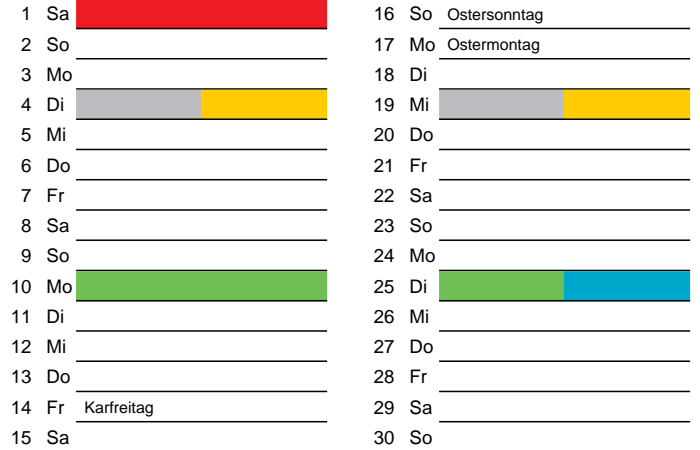 1 Sa
2 So
3 Mo
4 Di
5 Mi
6 Do
7 Fr
8 Sa
9 So
10 Mo
11 Di
12 Mi
13 Do
14 Fr Karfreitag
15 Sa
16 So Ostersonntag
17 Mo Ostermontag
18 Di
19 Mi
20 Do
21 Fr
22 Sa
23 So
24 Mo
25 Di
26 Mi
27 Do
28 Fr
29 Sa
30 So